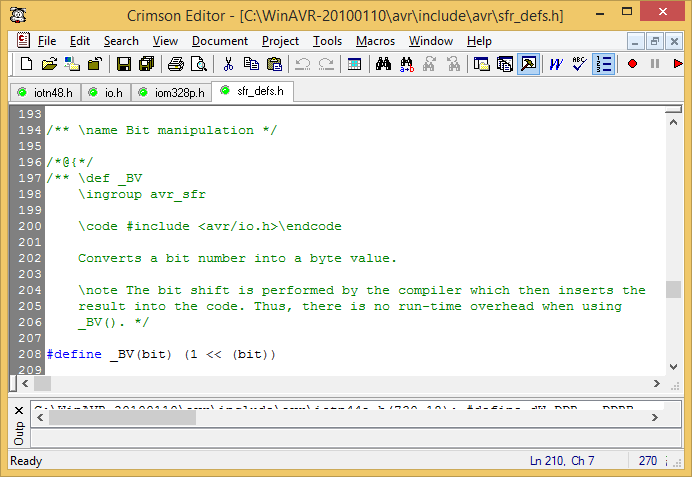 Crimson Editor - [C:\WinAVR-20100110\avr\include\avr\sfr_defs.h]
File Edit Search View Document Project Tools Macros Window Help
iotn48.h io.h iom328p.h sfr_defs.h
193
194 /** \name Bit manipulation */
195
196 /*@{*/
197 /** \def _BV
198 \ingroup avr_sfr
199
200 \code #include <avr/io.h>\endcode
201
202 Converts a bit number into a byte value.
203
204 \note The bit shift is performed by the compiler which then inserts the
205 result into the code. Thus, there is no run-time overhead when using
206 _BV(). */
207
208 #define _BV(bit) (1 << (bit))
209
Outp
Ready Ln 210, Ch 7 270